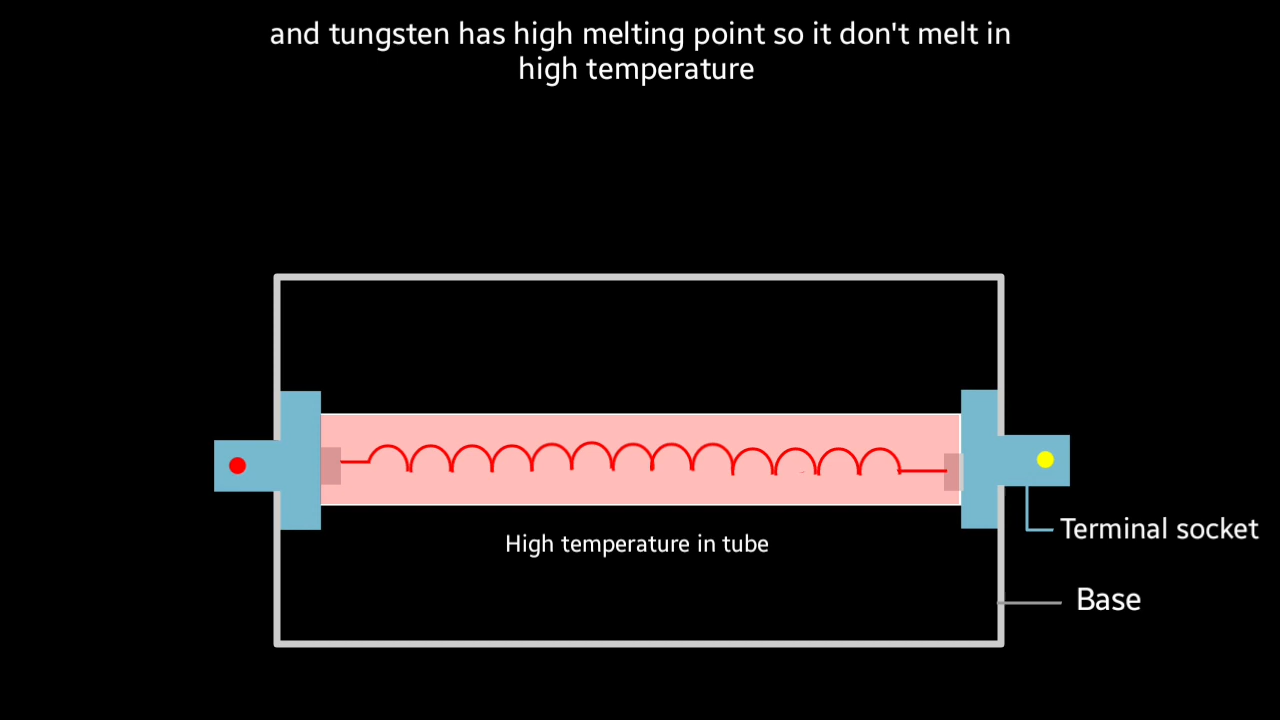 and tungsten has high melting point so it don't melt in
high temperature
High temperature in tube
Terminal socket
Base